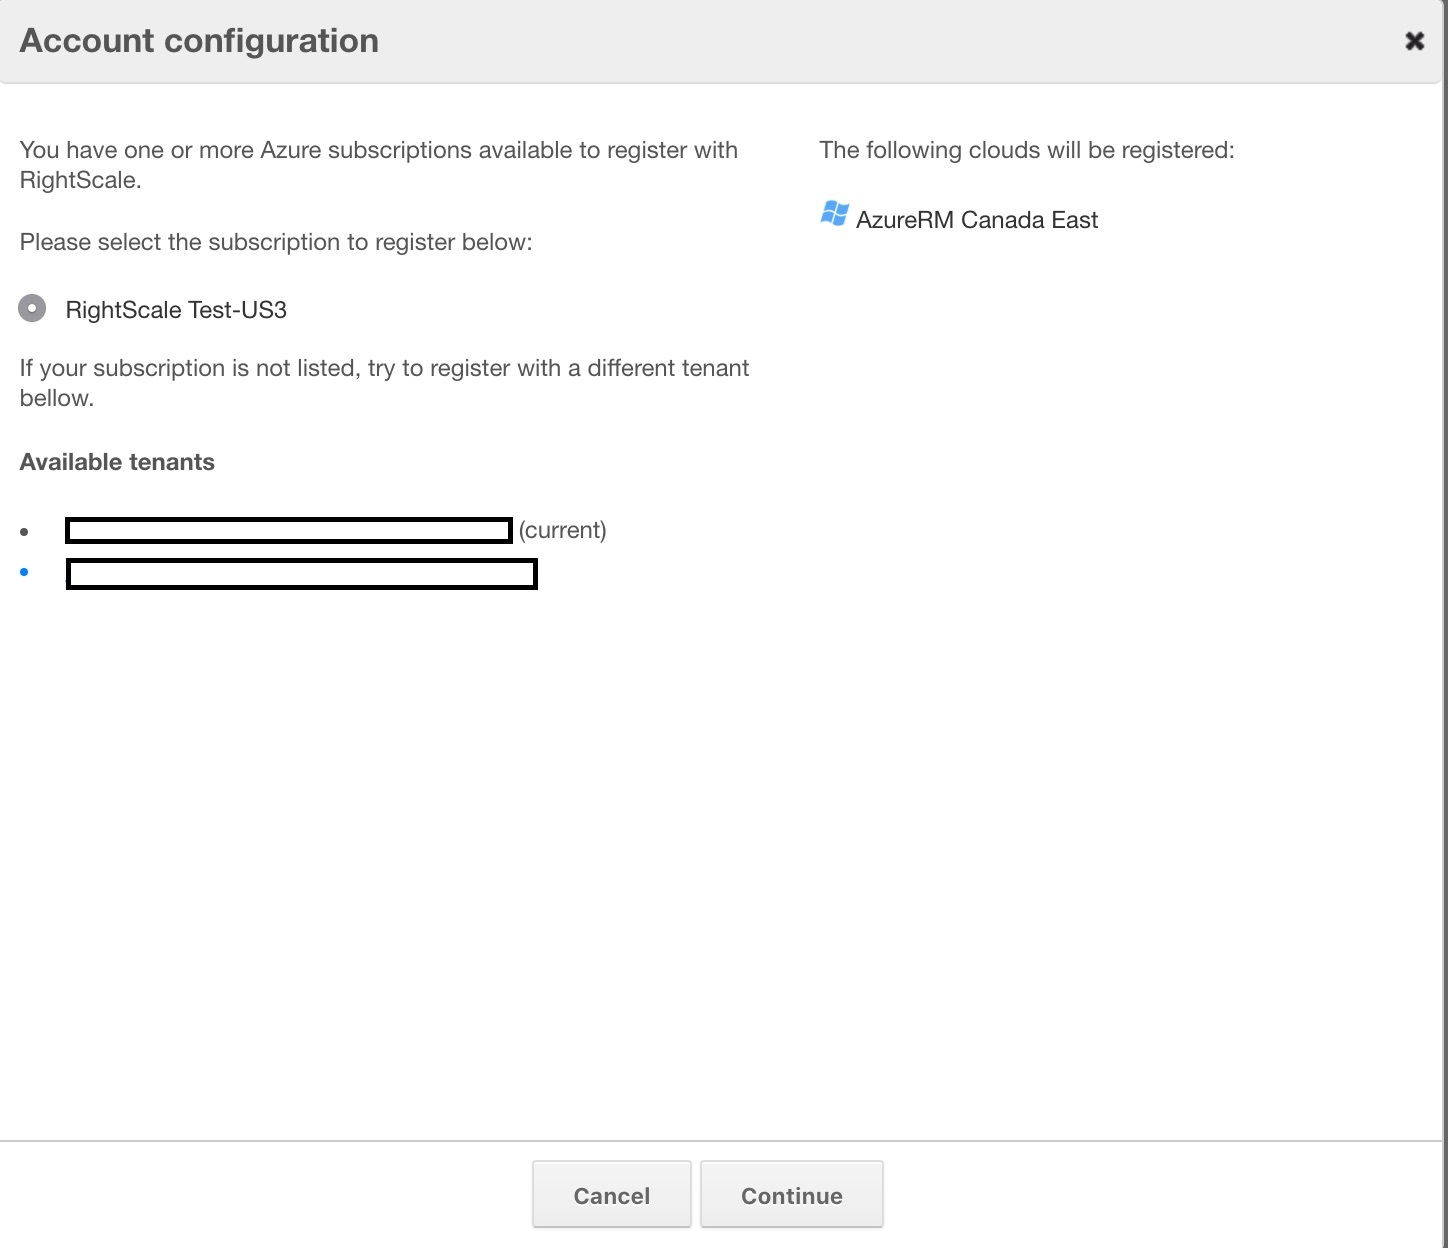 Account configuration
You have one or more Azure subscriptions available to register with
RightScale.
Please select the subscription to register below:
RightScale Test-US3
If your subscription is not listed, try to register with a different tenant
bellow.
Available tenants
(current)
The following clouds will be registered:
AzureRM Canada East
Cancel
Continue